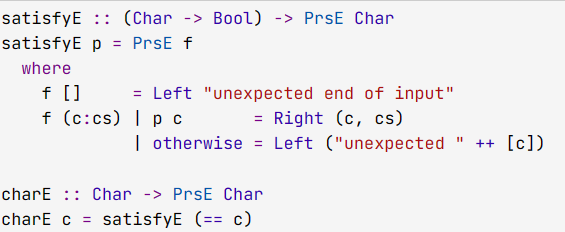 satisfyE :: (Char -> Bool) -> PrsE Char
satisfyE p = PrsE f
  where
    f []     = Left "unexpected end of input"
    f (c:cs) | p c       = Right (c, cs)
             | otherwise = Left ("unexpected " ++ [c])

charE :: Char -> PrsE Char
charE c = satisfyE (== c)